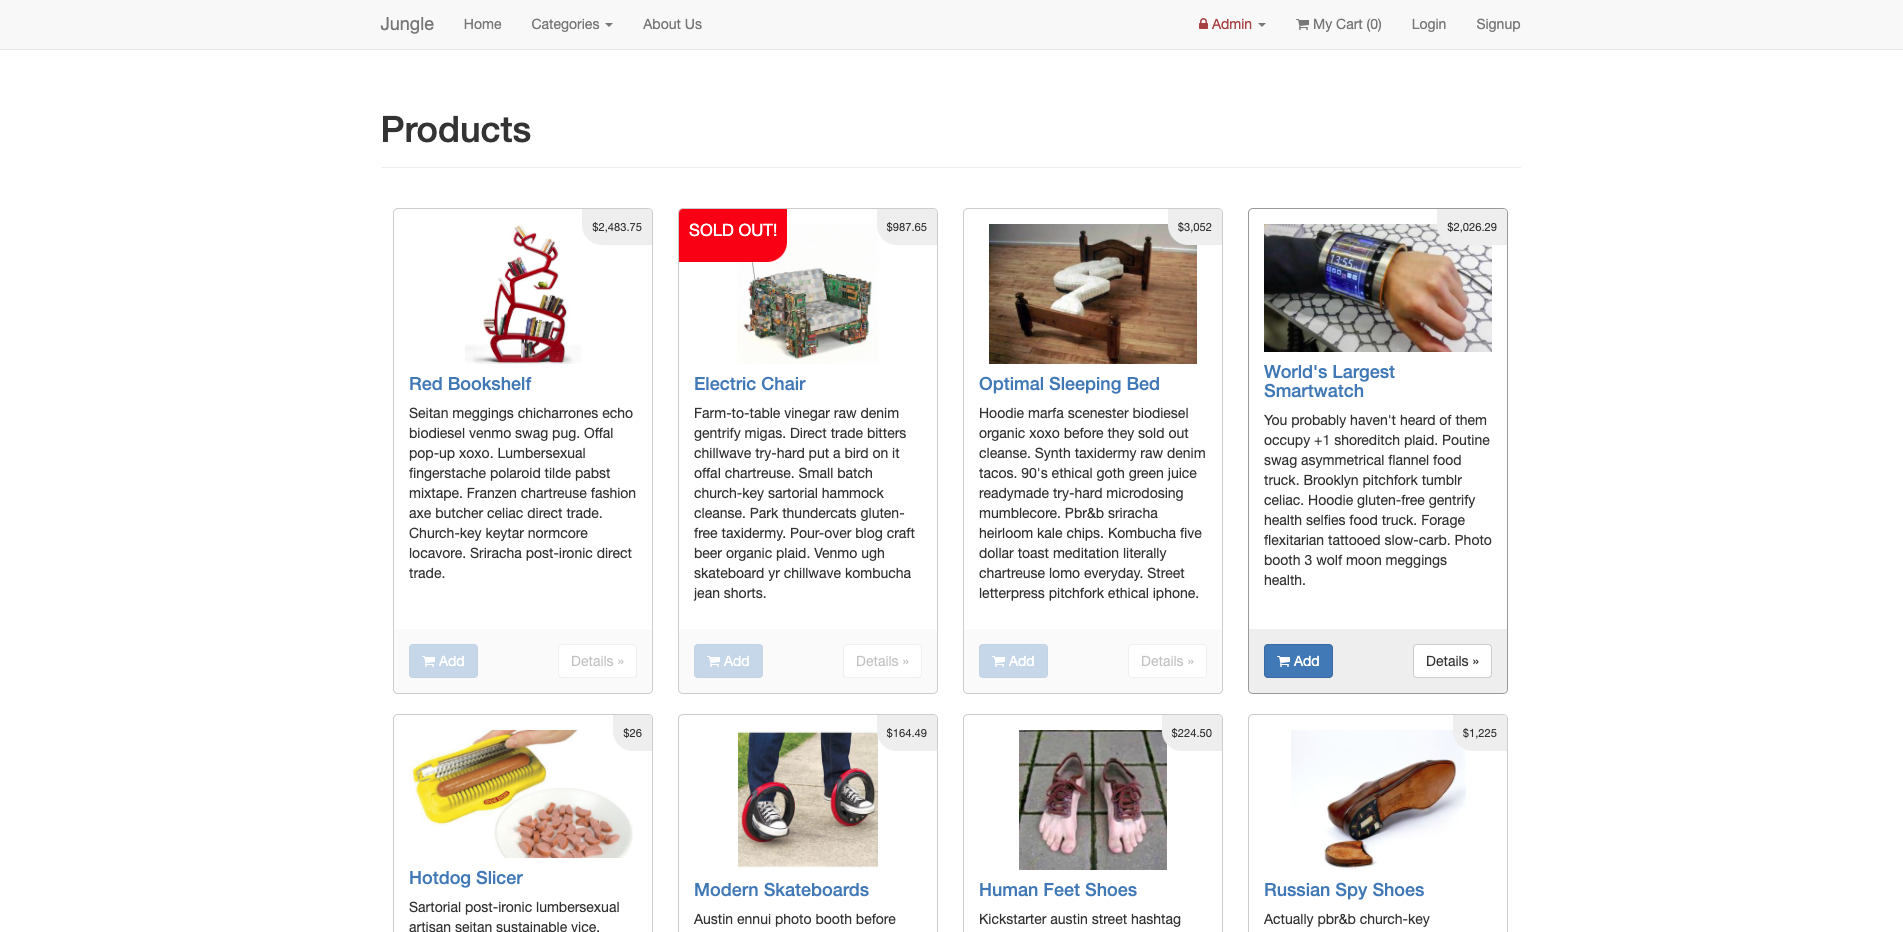 Jungle Home Categories About Us Admin My Cart (0) Login Signup
Products
$2,483.75
Red Bookshelf
Seitan meggings chicharrones echo
biodiesel venmo swag pug. Offal
pop-up xoxo. Lumbersexual
fingerstache polaroid tilde pabst
mixtape. Franzen chartreuse fashion
axe butcher celiac direct trade.
Church-key keytar normcore
locavore. Sriracha post-ironic direct
trade.
Add Details »
SOLD OUT! $987.65
Electric Chair
Farm-to-table vinegar raw denim
gentrify migas. Direct trade bitters
chillwave try-hard put a bird on it
offal chartreuse. Small batch
church-key sartorial hammock
cleanse. Park thundercats gluten-
free taxidermy. Pour-over blog craft
beer organic plaid. Venmo ugh
skateboard yr chillwave kombucha
jean shorts.
Add Details »
$3,052
Optimal Sleeping Bed
Hoodie marfa scenester biodiesel
organic xoxo before they sold out
cleanse. Synth taxidermy raw denim
tacos. 90's ethical goth green juice
readymade try-hard microdosing
mumblecore. Pbr&b sriracha
heirloom kale chips. Kombucha five
dollar toast meditation literally
chartreuse lomo everyday. Street
letterpress pitchfork ethical iphone.
Add Details »
$2,026.29
13:55
World's Largest
Smartwatch
You probably haven't heard of them
occupy +1 shoreditch plaid. Poutine
swag asymmetrical flannel food
truck. Brooklyn pitchfork tumblr
celiac. Hoodie gluten-free gentrify
health selfies food truck. Forage
flexitarian tattooed slow-carb. Photo
booth 3 wolf moon meggings
health.
Add Details »
$26
Hotdog Slicer
Sartorial post-ironic lumbersexual
artisan seitan sustainable vice.
$164.49
Modern Skateboards
Austin ennui photo booth before
$224.50
Human Feet Shoes
Kickstarter austin street hashtag
$1,225
Russian Spy Shoes
Actually pbr&b church-key